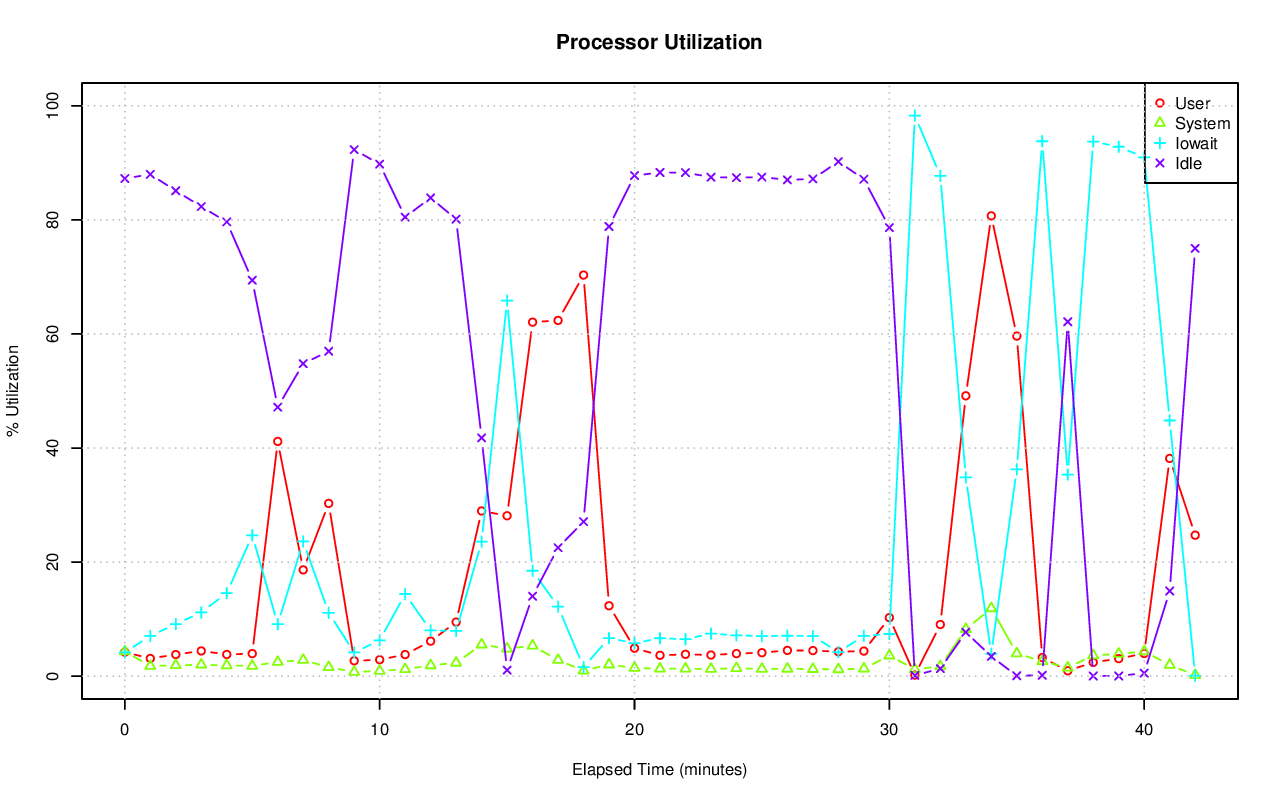 Processor Utilization
% Utilization
100
80
60
40
20
0
User
System
Iowait
Idle
0 10 20 30 40
Elapsed Time (minutes)